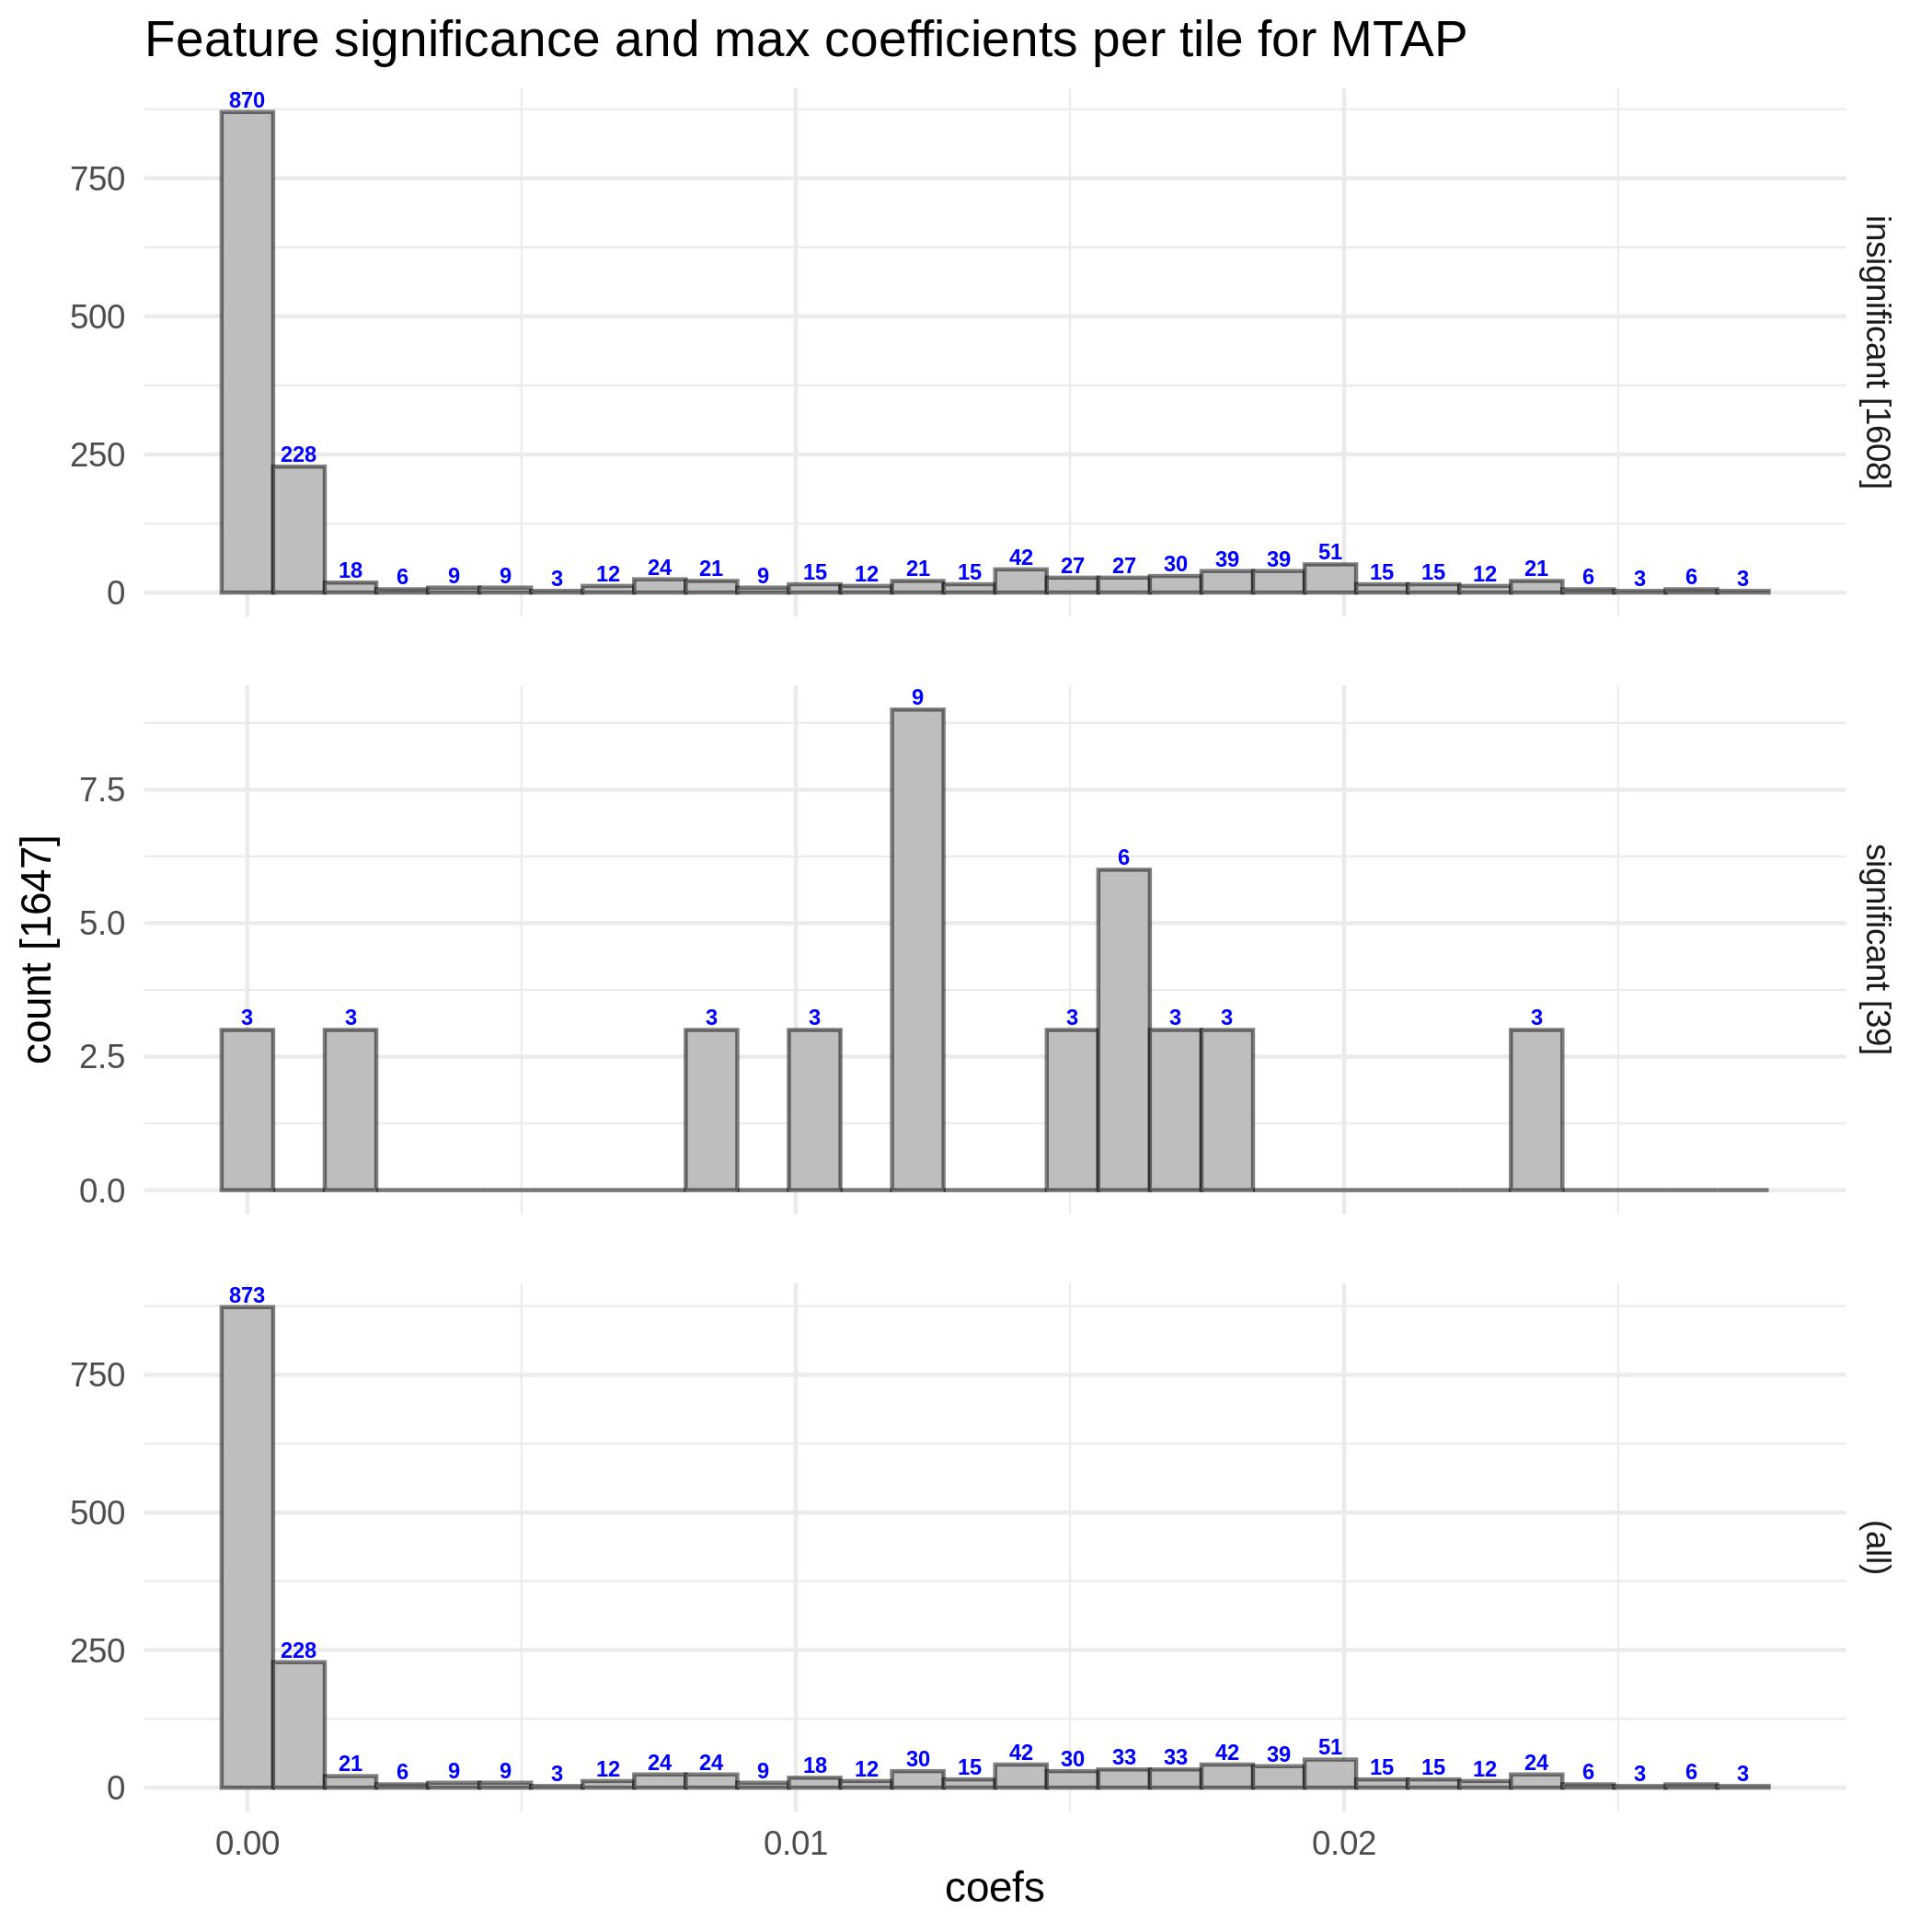 Feature significance and max coefficients per tile for MTAP
870
750
500
250
0
228 18 6 9 9 3 12 24 21 9 15 12 21 15 42 27 27 30 39 39 51 15 15 12 21 6 3 6 3
insignificant [1608]
count [1647]
7.5
5.0
2.5
0.0
3 3 3 3 9 3 6 3 3 3
significant [39]
873
750
500
250
0
228 21 6 9 9 3 12 24 24 9 18 12 30 15 42 30 33 33 42 39 51 15 15 12 24 6 3 6 3
(all)
0.00 0.01 0.02
coefs